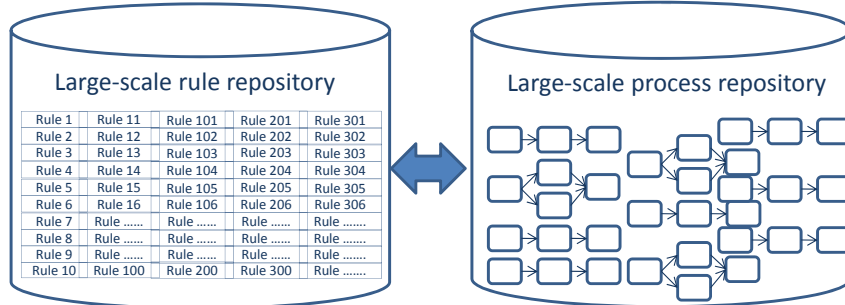 Large-scale rule repository
Rule 1 Rule 11 Rule 101 Rule 201 Rule 301
Rule 2 Rule 12 Rule 102 Rule 202 Rule 302
Rule 3 Rule 13 Rule 103 Rule 203 Rule 303
Rule 4 Rule 14 Rule 104 Rule 204 Rule 304
Rule 5 Rule 15 Rule 105 Rule 205 Rule 305
Rule 6 Rule 16 Rule 106 Rule 206 Rule 306
Rule 7 Rule ...... Rule ...... Rule ...... Rule .......
Rule 8 Rule ...... Rule ...... Rule ...... Rule .......
Rule 9 Rule ...... Rule ...... Rule ...... Rule .......
Rule 10 Rule 100 Rule 200 Rule 300 Rule .......
Large-scale process repository